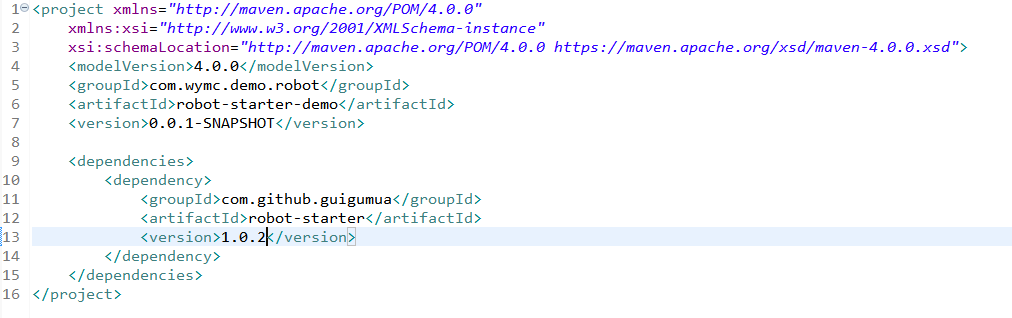 1 <project xmlns="http://maven.apache.org/POM/4.0.0"
2     xmlns:xsi="http://www.w3.org/2001/XMLSchema-instance"
3     xsi:schemaLocation="http://maven.apache.org/POM/4.0.0 https://maven.apache.org/xsd/maven-4.0.0.xsd">
4     <modelVersion>4.0.0</modelVersion>
5     <groupId>com.wymc.demo.robot</groupId>
6     <artifactId>robot-starter-demo</artifactId>
7     <version>0.0.1-SNAPSHOT</version>
8
9     <dependencies>
10         <dependency>
11             <groupId>com.github.guigumua</groupId>
12             <artifactId>robot-starter</artifactId>
13             <version>1.0.2</version>
14         </dependency>
15     </dependencies>
16 </project>